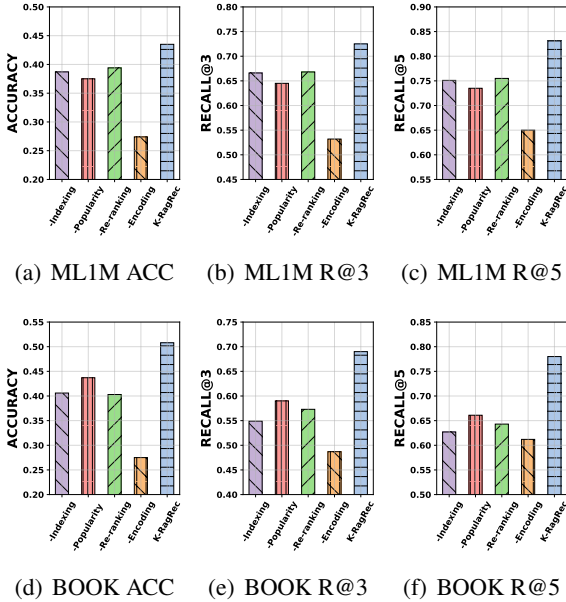 ACCURACY
0.50
0.45
0.40
0.35
0.30
0.25
0.20
-Indexing
-Popularity
-Re-ranking
-Encoding
K-RagRec
(a) ML1M ACC
RECALL@3
0.80
0.75
0.70
0.65
0.60
0.55
0.50
0.45
-Indexing
-Popularity
-Re-ranking
-Encoding
K-RagRec
(b) ML1M R@3
RECALL@5
0.90
0.85
0.80
0.75
0.70
0.65
0.60
0.55
-Indexing
-Popularity
-Re-ranking
-Encoding
K-RagRec
(c) ML1M R@5
ACCURACY
0.55
0.50
0.45
0.40
0.35
0.30
0.25
0.20
-Indexing
-Popularity
-Re-ranking
-Encoding
K-RagRec
(d) BOOK ACC
RECALL@3
0.75
0.70
0.65
0.60
0.55
0.50
0.45
0.40
-Indexing
-Popularity
-Re-ranking
-Encoding
K-RagRec
(e) BOOK R@3
RECALL@5
0.85
0.80
0.75
0.70
0.65
0.60
0.55
0.50
-Indexing
-Popularity
-Re-ranking
-Encoding
K-RagRec
(f) BOOK R@5